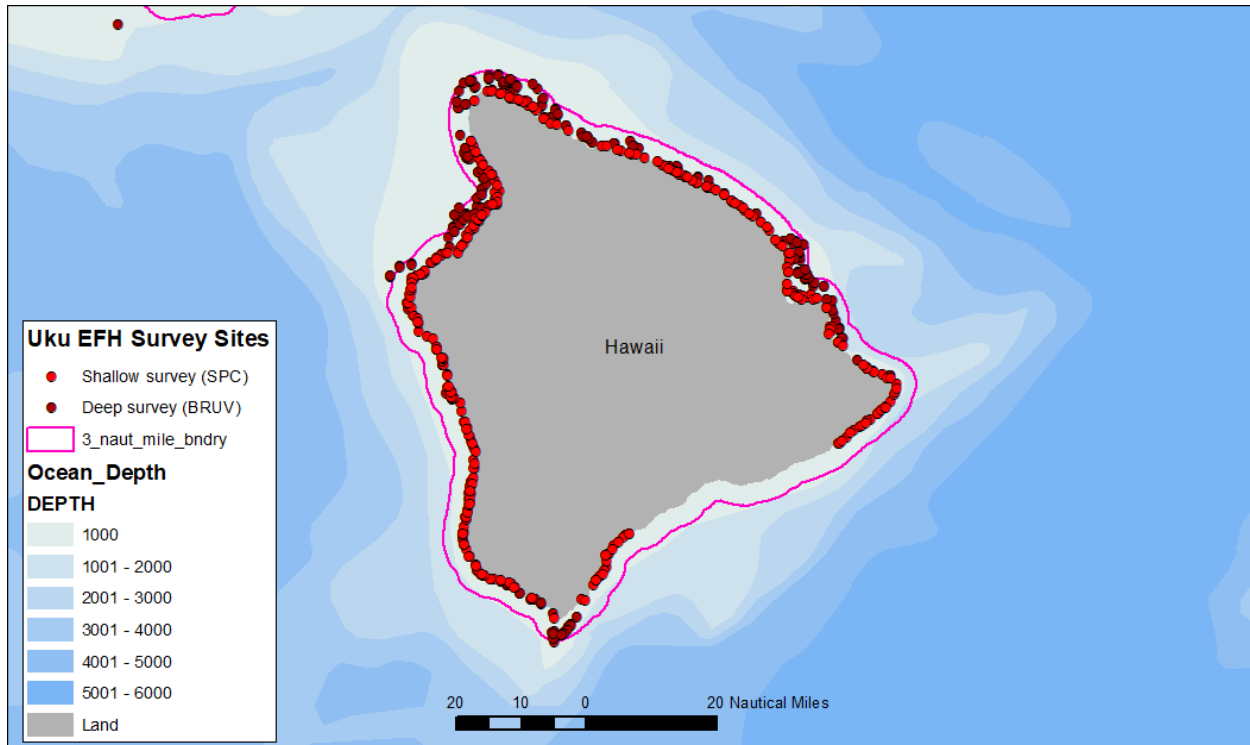 Hawaii
Uku EFH Survey Sites
Shallow survey (SPC)
Deep survey (BRUV)
3_naut_mile_bndry
Ocean_Depth
DEPTH
1000
1001 - 2000
2001 - 3000
3001 - 4000
4001 - 5000
5001 - 6000
Land
20 10 0 20 Nautical Miles